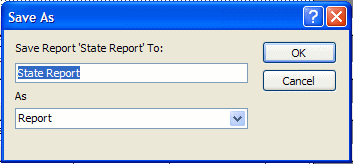 Save As
Save Report 'State Report' To:
OK
State Report
Cancel
As
Report